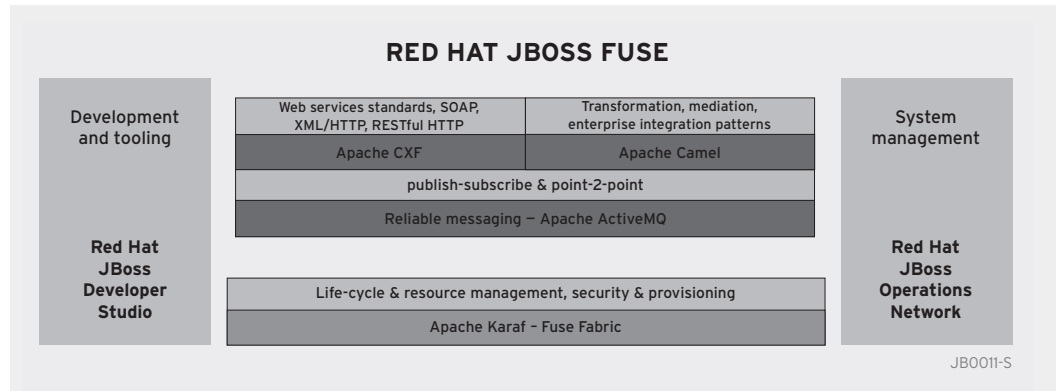 RED HAT JBOSS FUSE
Development
and tooling
Red Hat
JBoss
Developer
Studio
Web services standards, SOAP,
XML/HTTP, RESTful HTTP
Transformation, mediation,
enterprise integration patterns
Apache CXF
Apache Camel
publish-subscribe & point-2-point
Reliable messaging – Apache ActiveMQ
Life-cycle & resource management, security & provisioning
Apache Karaf – Fuse Fabric
System
management
Red Hat
JBoss
Operations
Network
JB0011-S